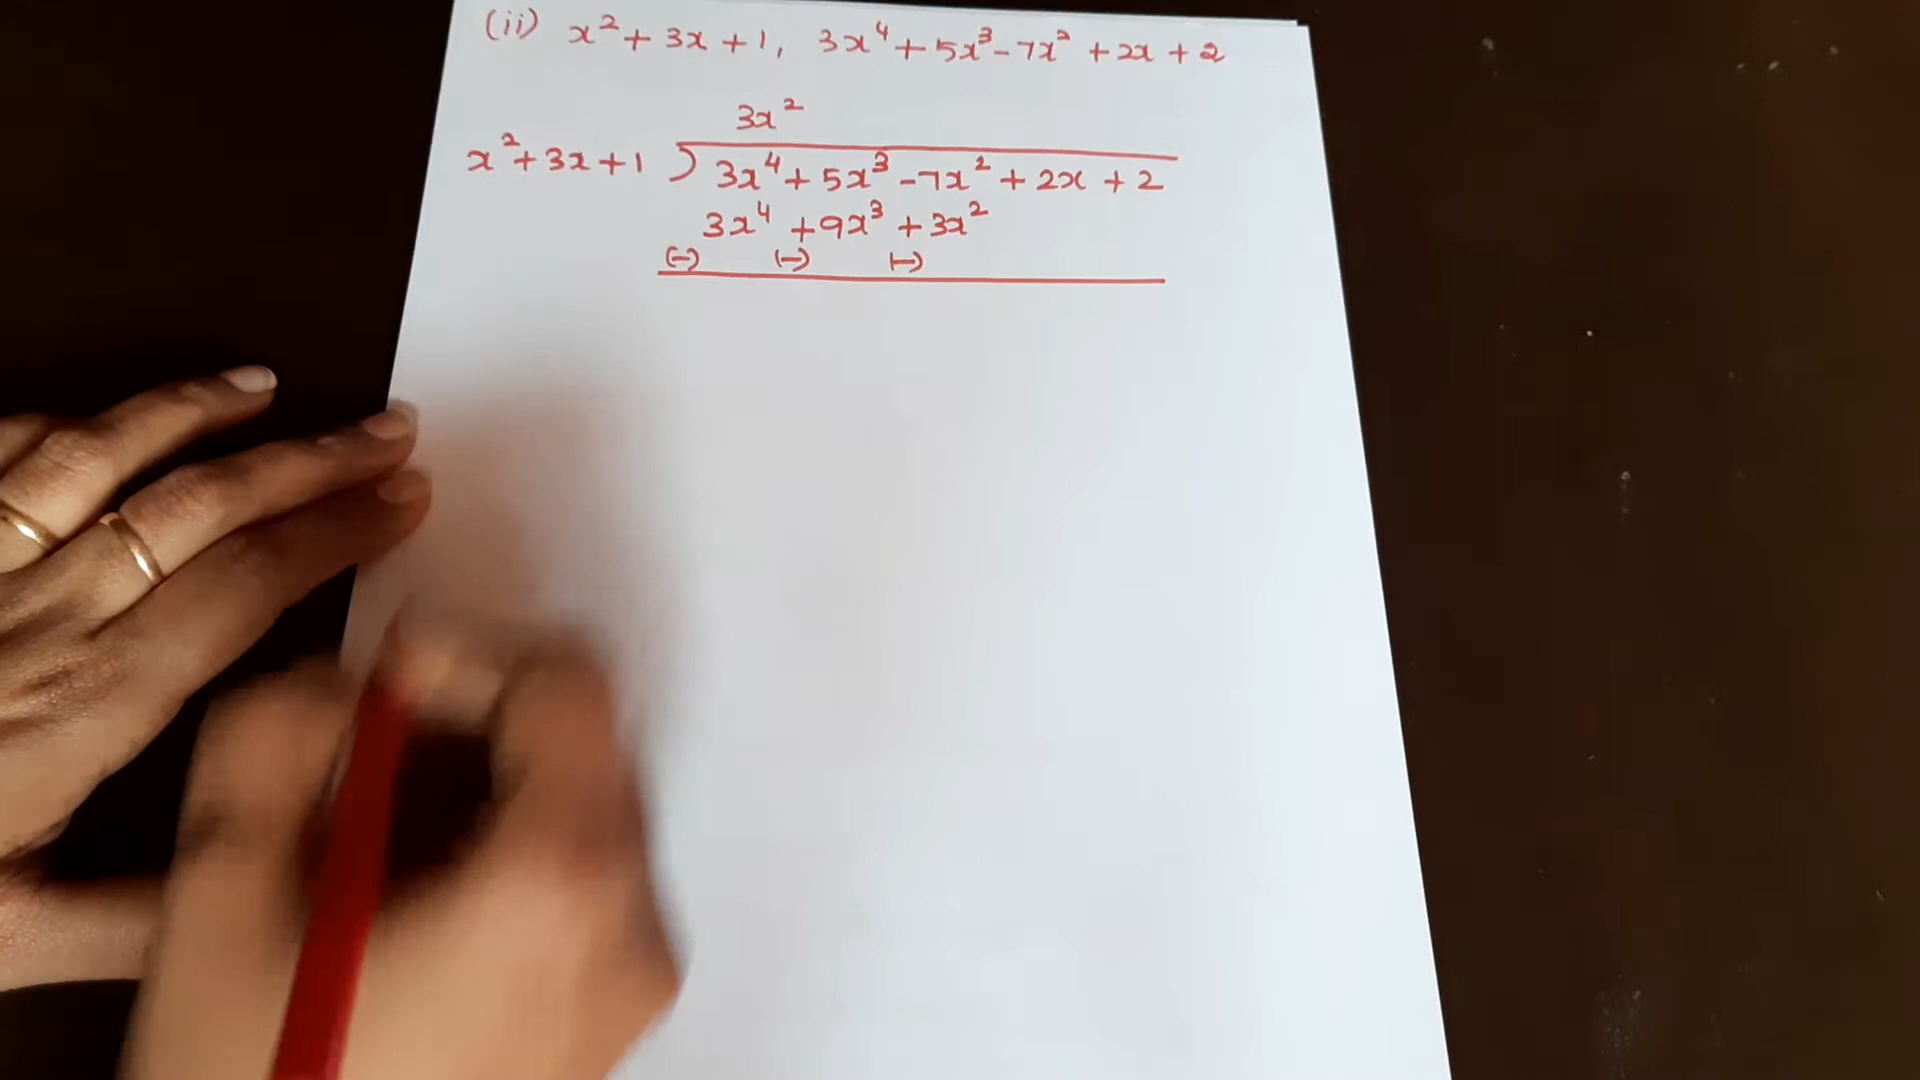 (ii) x² + 3x + 1, 3x⁴ + 5x³ - 7x² + 2x + 2
3x²
x² + 3x + 1 ) 3x⁴ + 5x³ - 7x² + 2x + 2
3x⁴ + 9x³ + 3x²
(-) (-) (-)